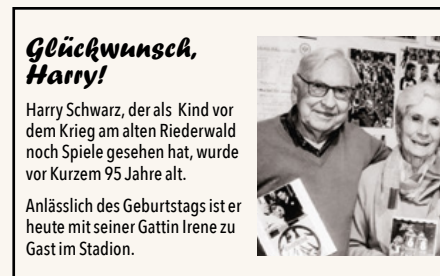 Glückwunsch,
Harry!
Harry Schwarz, der als Kind vor
dem Krieg am alten Riederwald
noch Spiele gesehen hat, wurde
vor Kurzem 95 Jahre alt.
Anlässlich des Geburtstags ist er
heute mit seiner Gattin Irene zu
Gast im Stadion.